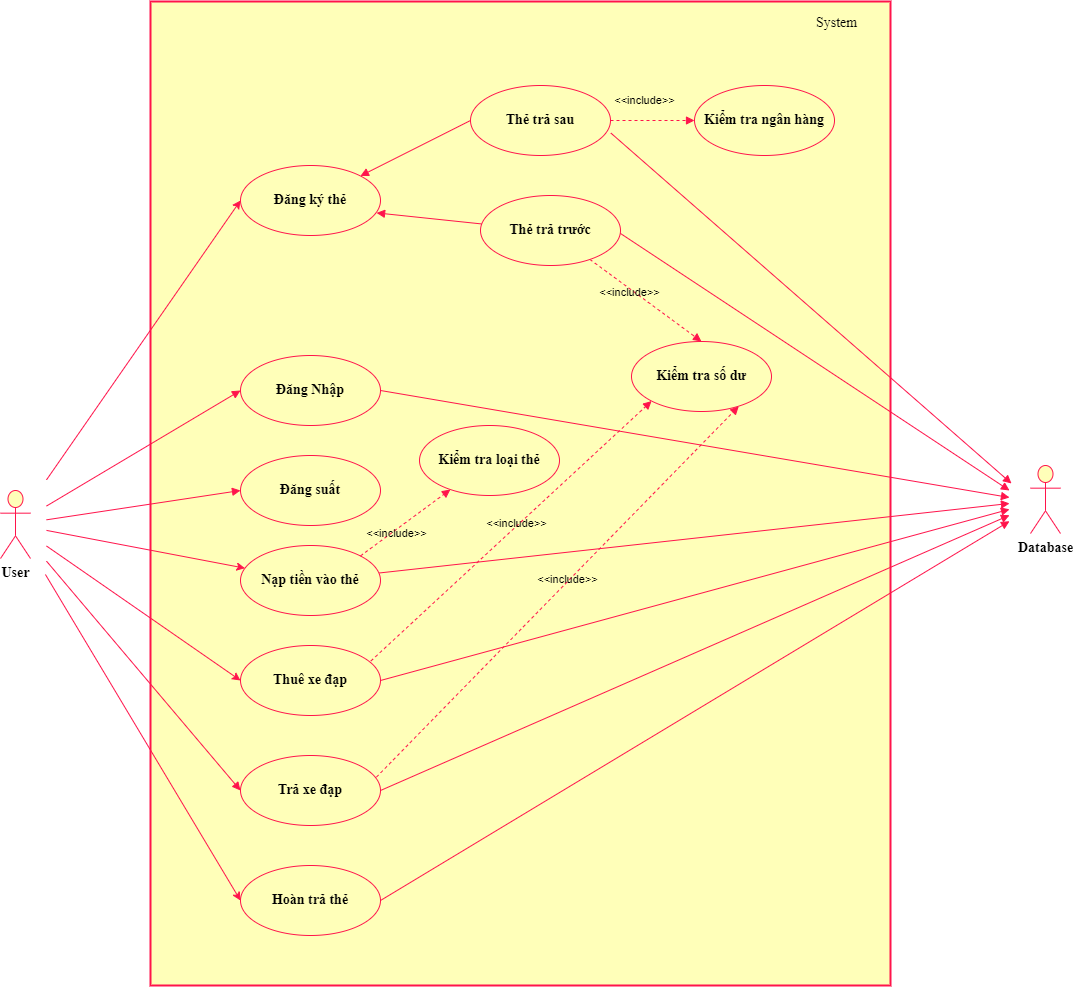 System
<<include>>
Thẻ trả sau
Kiểm tra ngân hàng
Đăng ký thẻ
Thẻ trả trước
<<include>>
Kiểm tra số dư
Đăng Nhập
Kiểm tra loại thẻ
Đăng suất
<<include>>
<<include>>
Database
User
Nạp tiền vào thẻ
<<include>>
Thuê xe đạp
Trả xe đạp
Hoàn trả thẻ